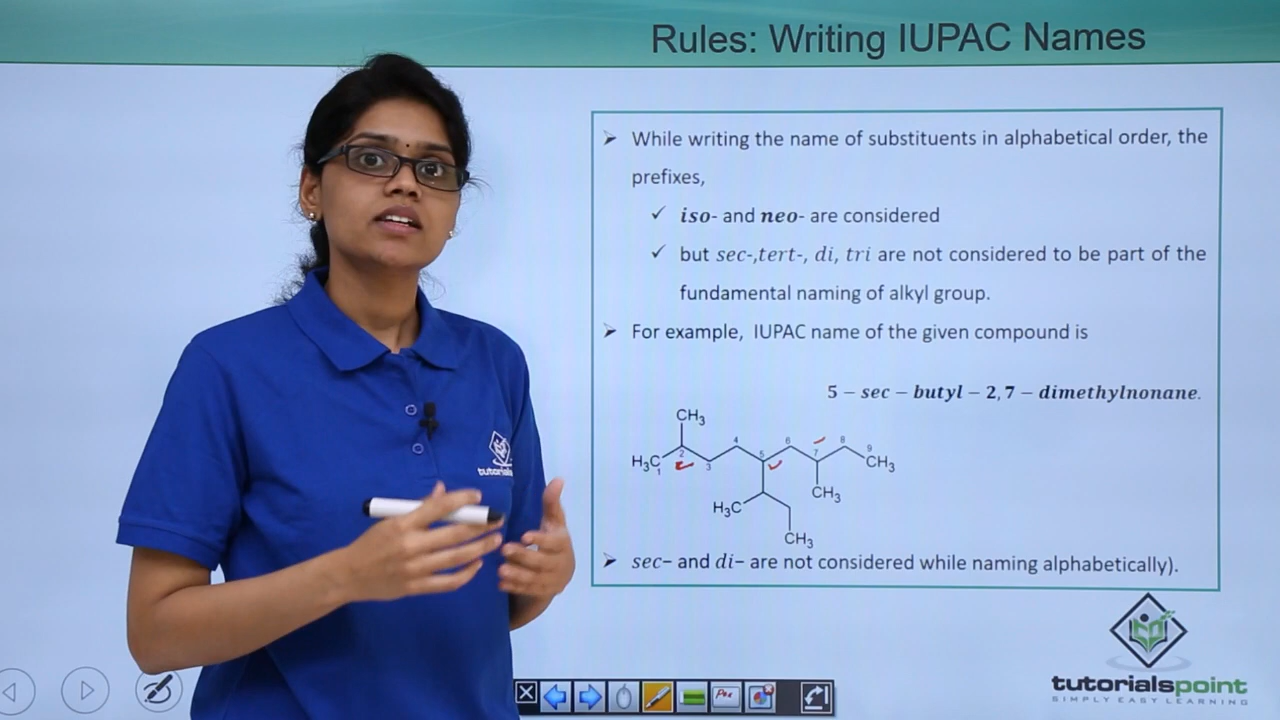 Rules: Writing IUPAC Names
➢ While writing the name of substituents in alphabetical order, the
prefixes,
✓ iso- and neo- are considered
✓ but sec-,tert-, di, tri are not considered to be part of the
fundamental naming of alkyl group.
➢ For example, IUPAC name of the given compound is
5 − sec − butyl − 2, 7 − dimethylnonane.
CH3
H3C 1 2 3 4 5 6 7 8 9 CH3
H3C CH3
CH3
➢ sec− and di− are not considered while naming alphabetically).
tutorialspoint
SIMPLY EASY LEARNING
tutorials
Pen